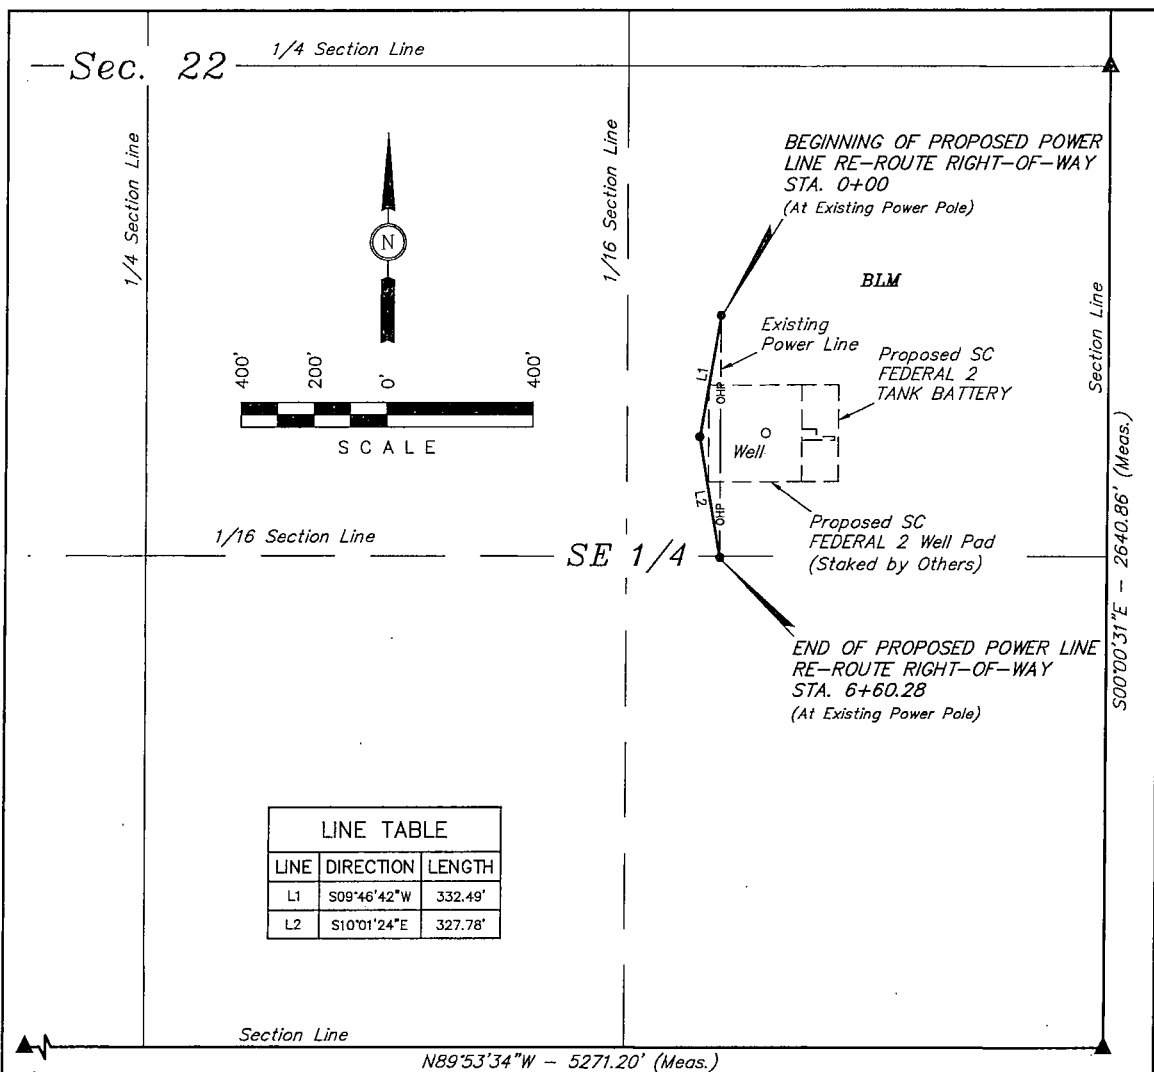 Sec. 22
1/4 Section Line
1/4 Section Line
1/16 Section Line
BEGINNING OF PROPOSED POWER
LINE RE-ROUTE RIGHT-OF-WAY
STA. 0+00
(At Existing Power Pole)
N
BLM
Section Line
Existing
Power Line
Proposed SC
FEDERAL 2
TANK BATTERY
400'
200'
0'
400'
SCALE
L1
OHP
Well
L2
OHP
1/16 Section Line
SE 1/4
Proposed SC
FEDERAL 2 Well Pad
(Staked by Others)
S00°00'31"E - 2640.86' (Meas.)
END OF PROPOSED POWER LINE
RE-ROUTE RIGHT-OF-WAY
STA. 6+60.28
(At Existing Power Pole)
LINE TABLE
LINE DIRECTION LENGTH
L1 S09°46'42"W 332.49'
L2 S10°01'24"E 327.78'
Section Line
N89°53'34"W - 5271.20' (Meas.)